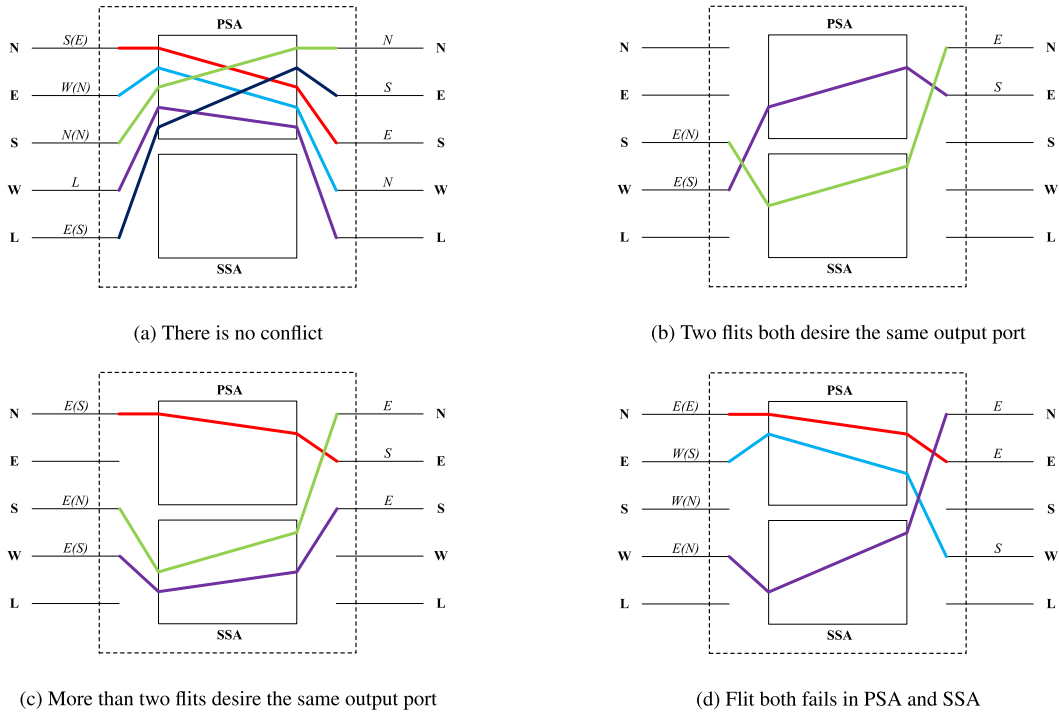 PSA
N S(E) N N
E W(N) S E
S N(N) E S
W L N W
L E(S) L
SSA
(a) There is no conflict
PSA
N E N
E S E
S E(N) S
W E(S) W
L L
SSA
(b) Two flits both desire the same output port
PSA
N E(S) E N
E S E
S E(N) E S
W E(S) W
L L
SSA
(c) More than two flits desire the same output port
PSA
N E(E) E N
E W(S) E E
S W(N) S
W E(N) S W
L L
SSA
(d) Flit both fails in PSA and SSA